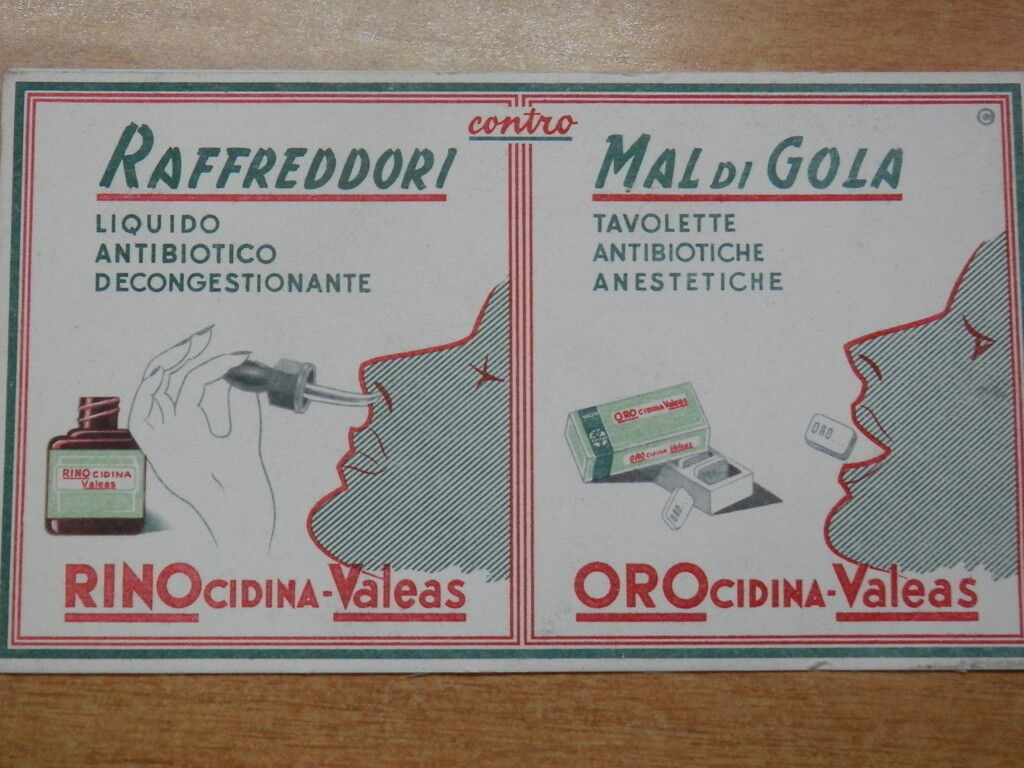 contro
RAFFREDDORI
LIQUIDO
ANTIBIOTICO
DECONGESTIONANTE
RINO CIDINA
Valeas
RINOCIDINA-Valeas
MAL DI GOLA
©
TAVOLETTE
ANTIBIOTICHE
ANESTETICHE
ORO CIDINA Valeas
ORO CIDINA Valeas
ORO
ORO
OROCIDINA-Valeas